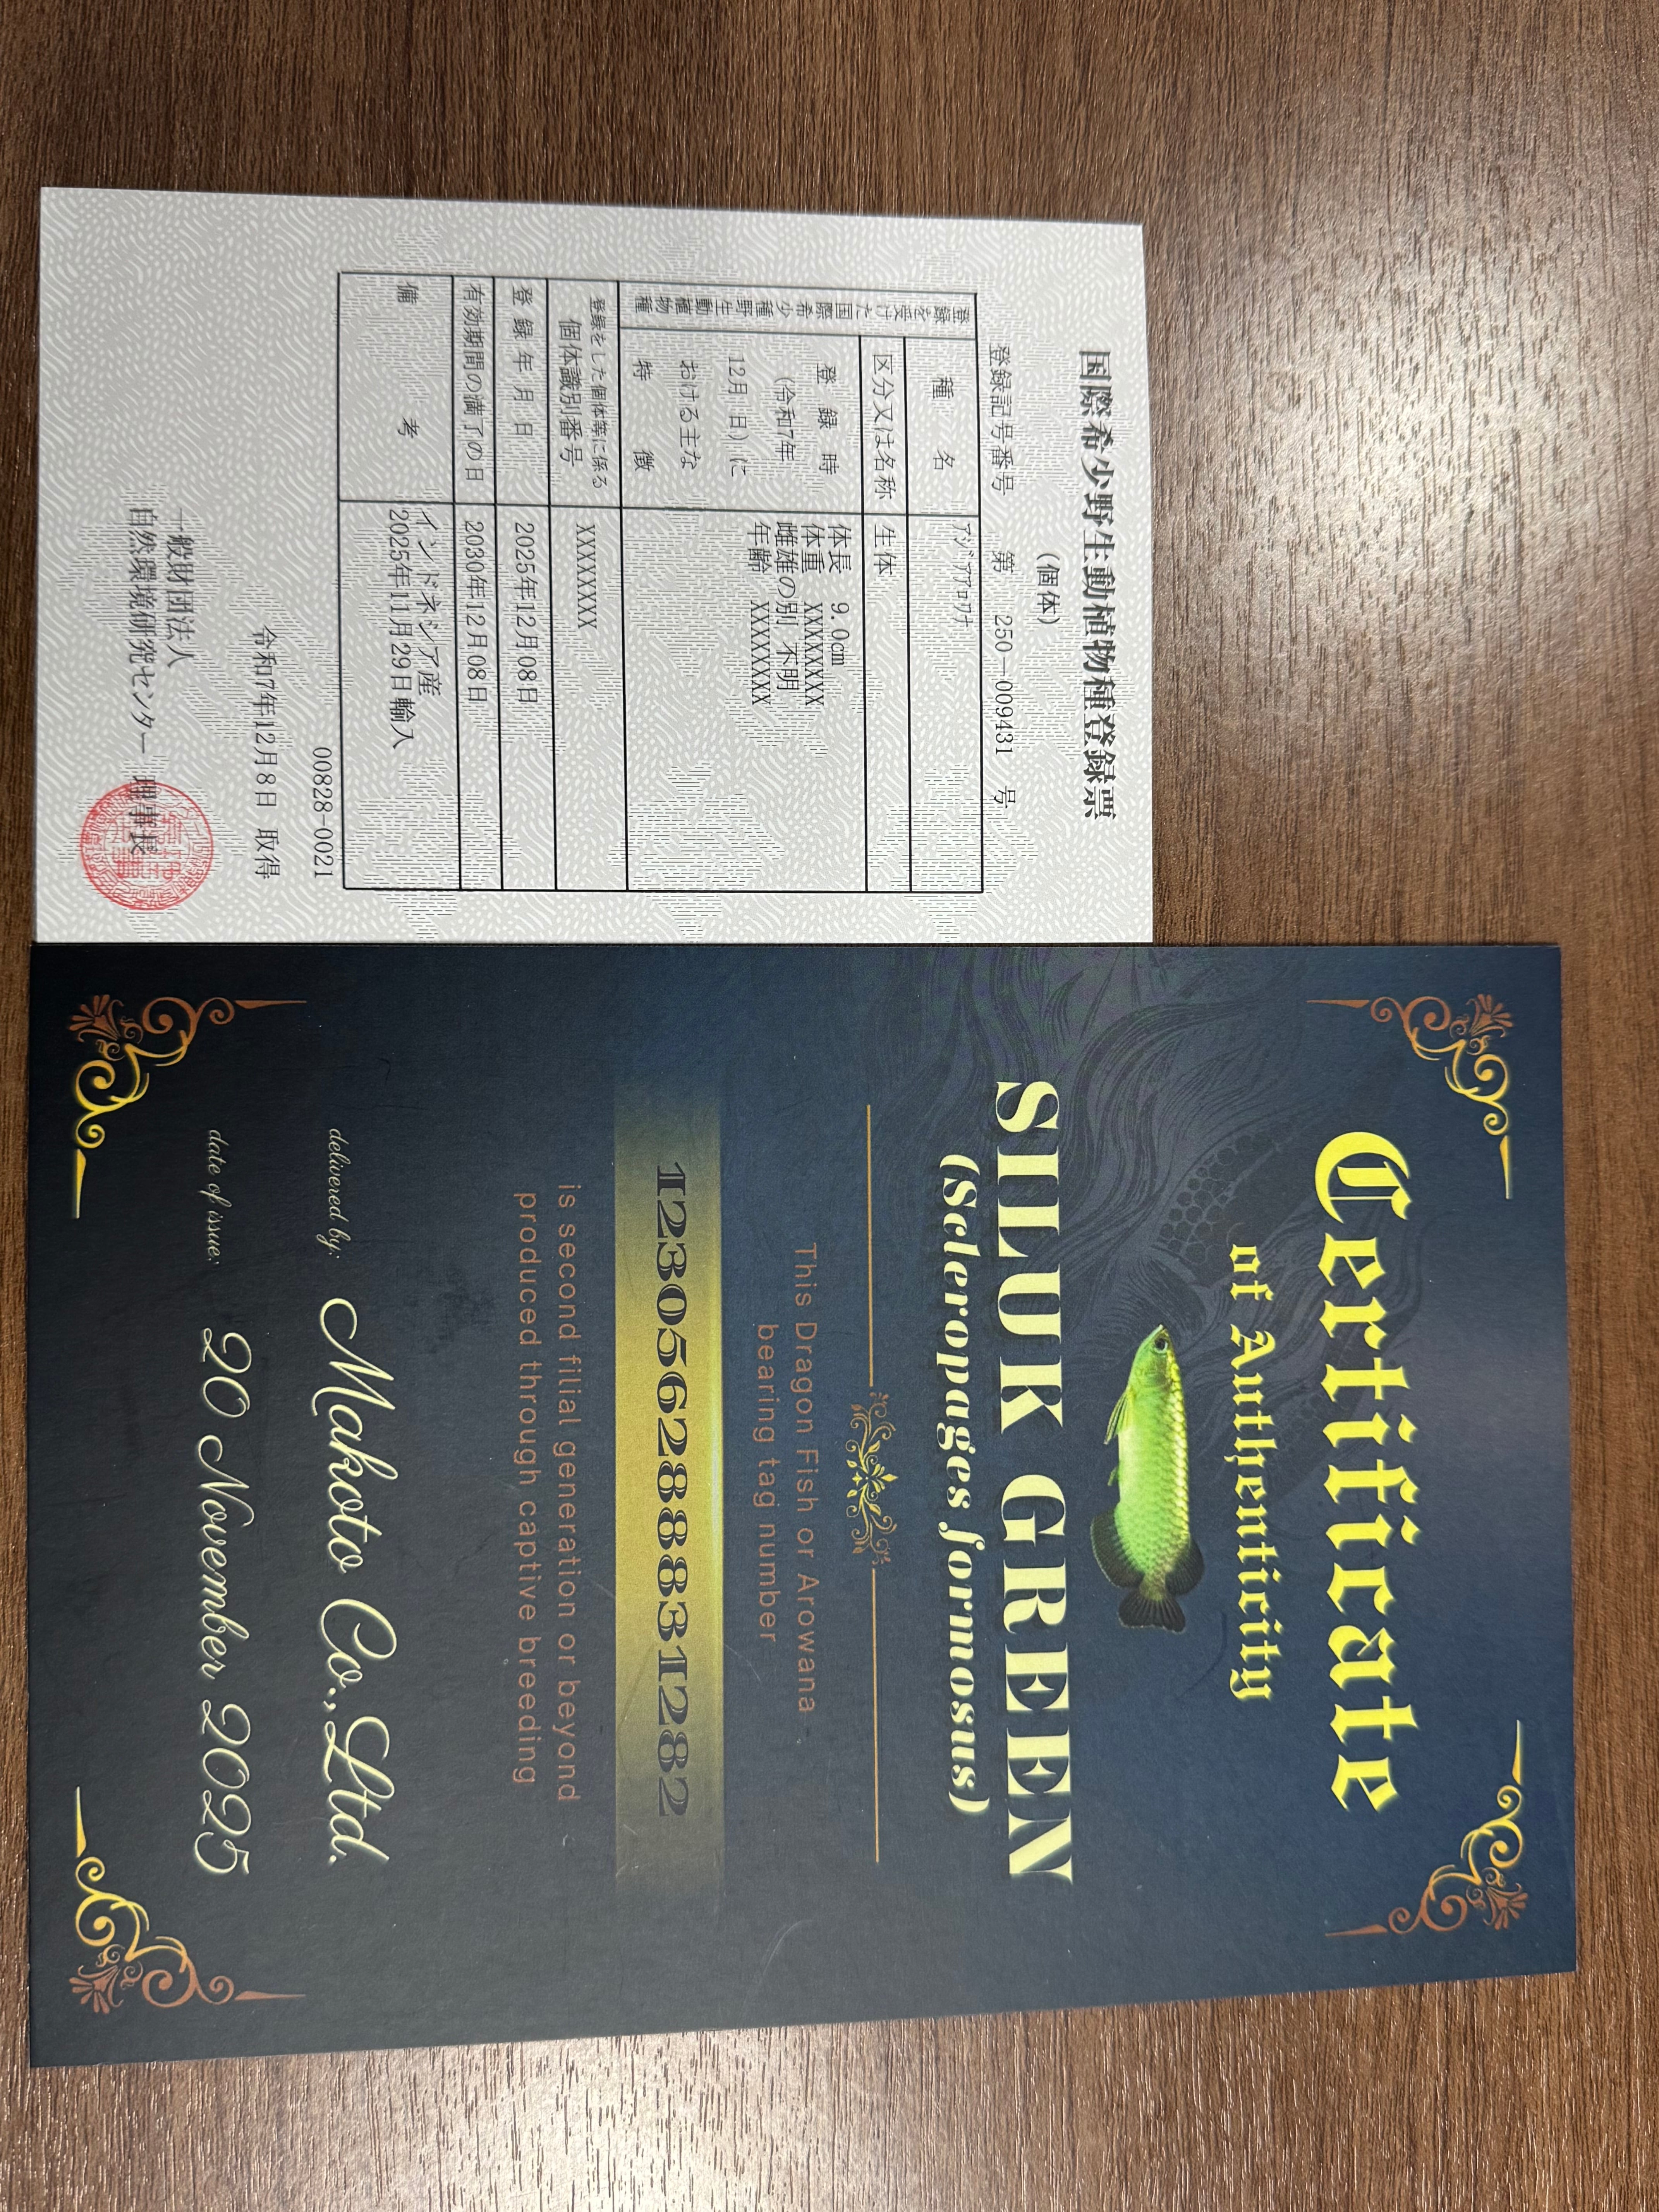 国際希少野生動植物種登録票
(個体)
登録記号番号 第 250-009431 号
登録を受けた国際希少野生動植物種
種名 アジアアロワナ
区分又は名称 生体
登録時
(令和7年
12月 日)に
おける主な
特徴
体長 9.0cm
体重 XXXXXXXX
雌雄の別 不明
年齢 XXXXXXXX
登録をした個体等に係る
個体識別番号 XXXXXXXX
登録年月日 2025年12月08日
有効期間の満了の日 2030年12月08日
備考 インドネシア産
2025年11月29日輸入
00828-0021
令和7年12月8日 取得
一般財団法人
自然環境研究センター 理事長
Certificate
of Authenticity
SILUK GREEN
(Scleropages formosus)
This Dragon Fish or Arowana
bearing tag number
123056288831282
is second filial generation or beyond
produced through captive breeding
delivered by: Makoto Co.,Ltd.
date of issue: 20 November 2025